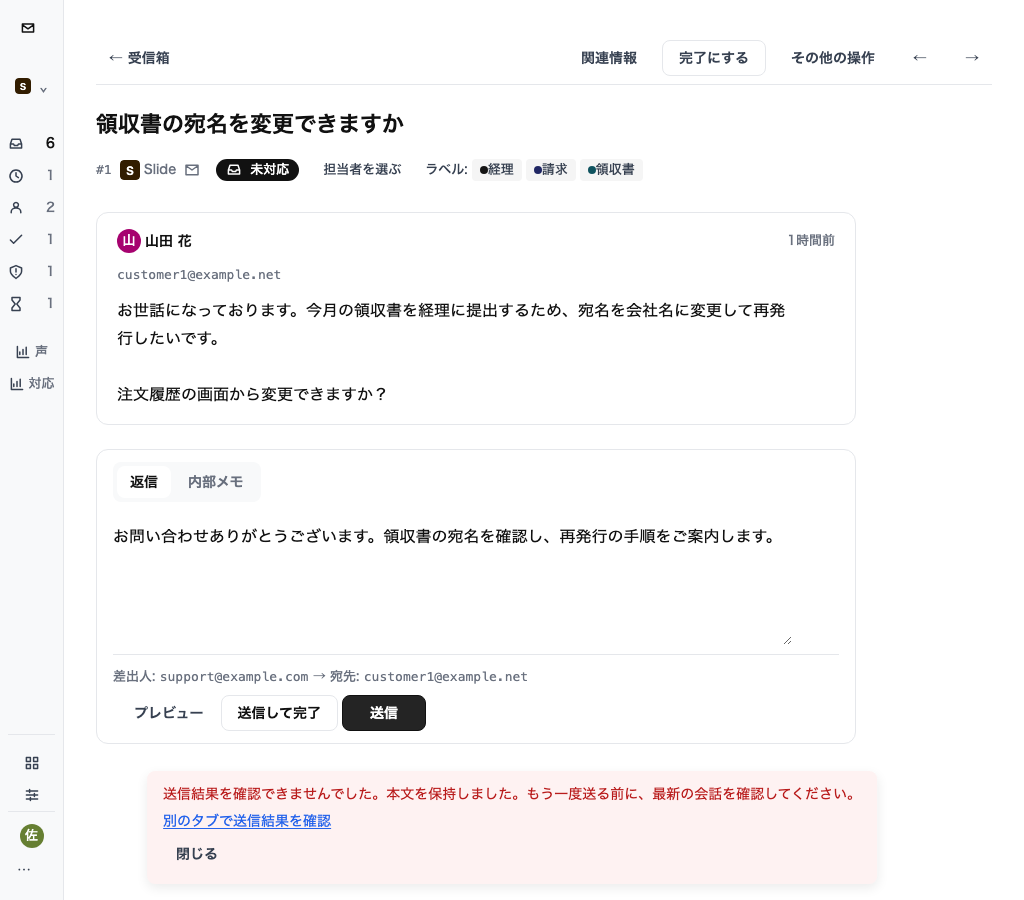 ← 受信箱
関連情報
完了にする
その他の操作
←
→
S
6
1
2
1
1
1
声
対応
領収書の宛名を変更できますか
#1 S Slide 未対応 担当者を選ぶ ラベル: 経理 請求 領収書
山 山田 花
1時間前
customer1@example.net
お世話になっております。今月の領収書を経理に提出するため、宛名を会社名に変更して再発
行したいです。
注文履歴の画面から変更できますか？
返信 内部メモ
お問い合わせありがとうございます。領収書の宛名を確認し、再発行の手順をご案内します。
差出人: support@example.com → 宛先: customer1@example.net
プレビュー 送信して完了 送信
送信結果を確認できませんでした。本文を保持しました。もう一度送る前に、最新の会話を確認してください。
別のタブで送信結果を確認
閉じる
佐
…